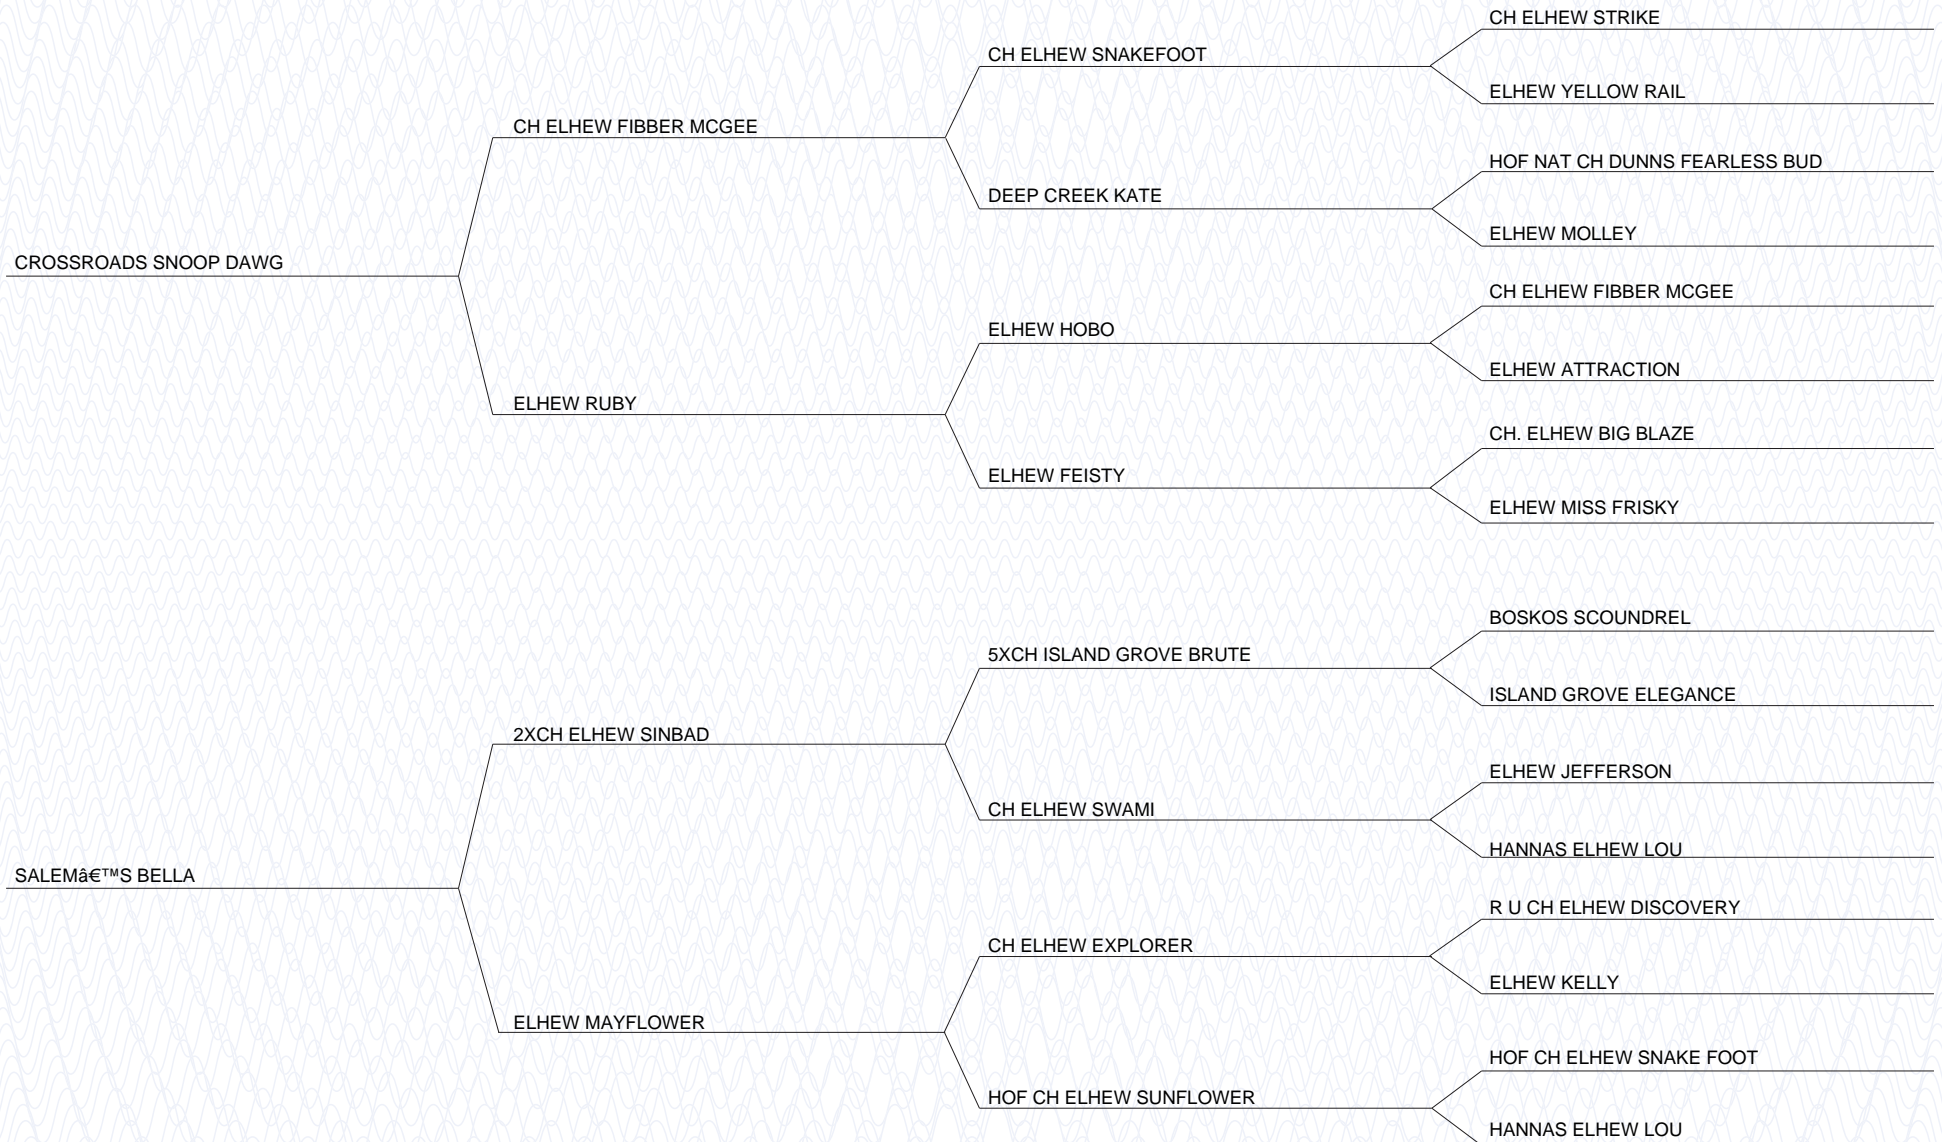 CH ELHEW STRIKE
CH ELHEW SNAKEFOOT
ELHEW YELLOW RAIL
CH ELHEW FIBBER MCGEE
HOF NAT CH DUNNS FEARLESS BUD
DEEP CREEK KATE
ELHEW MOLLEY
CROSSROADS SNOOP DAWG
CH ELHEW FIBBER MCGEE
ELHEW HOBO
ELHEW ATTRACTION
ELHEW RUBY
CH. ELHEW BIG BLAZE
ELHEW FEISTY
ELHEW MISS FRISKY
BOSKOS SCOUNDREL
5XCH ISLAND GROVE BRUTE
ISLAND GROVE ELEGANCE
2XCH ELHEW SINBAD
ELHEW JEFFERSON
CH ELHEW SWAMI
HANNAS ELHEW LOU
SALEMâ€™S BELLA
R U CH ELHEW DISCOVERY
CH ELHEW EXPLORER
ELHEW KELLY
ELHEW MAYFLOWER
HOF CH ELHEW SNAKE FOOT
HOF CH ELHEW SUNFLOWER
HANNAS ELHEW LOU